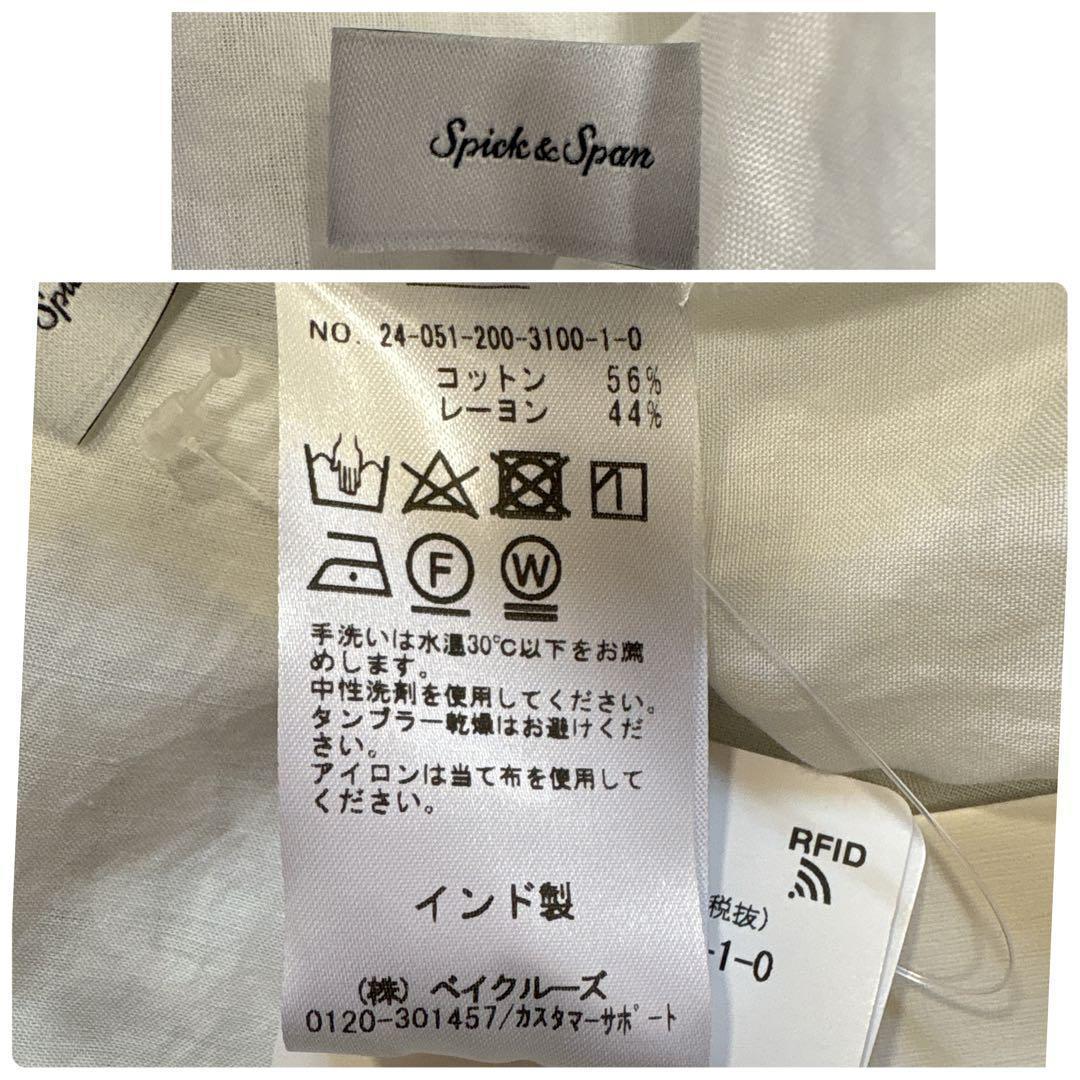 Spick & Span
Spi
NO. 24-051-200-3100-1-0
コットン 56%
レーヨン 44%
F
W
手洗いは水温30℃以下をお薦
めします。
中性洗剤を使用してください。
タンブラー乾燥はお避けくだ
さい。
アイロンは当て布を使用して
ください。
インド製
(株) ベイクルーズ
0120-301457/カスタマーサポート
RFID
税抜)
-1-0